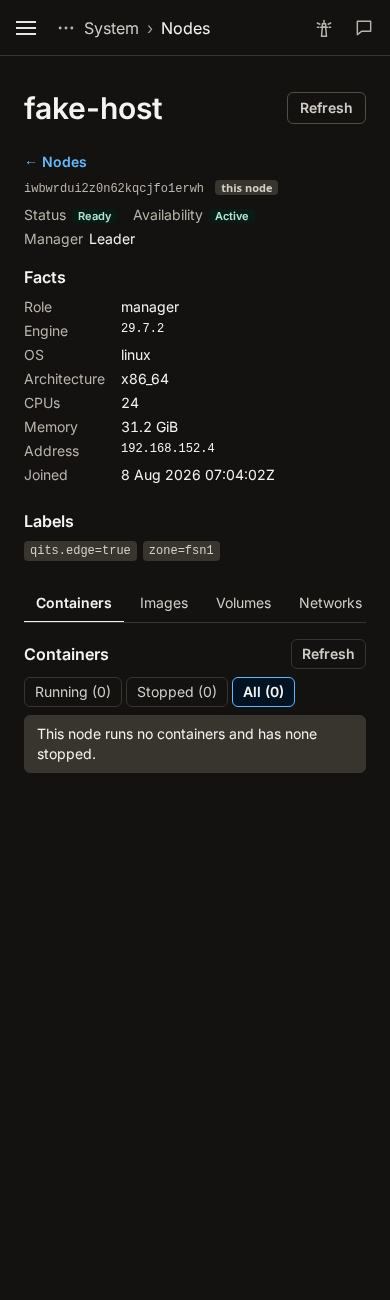 System › Nodes
fake-host
Refresh
← Nodes
iwbwrdui2z0n62kqcjfo1erwh this node
Status Ready Availability Active
Manager Leader
Facts
Role manager
Engine 29.7.2
OS linux
Architecture x86_64
CPUs 24
Memory 31.2 GiB
Address 192.168.152.4
Joined 8 Aug 2026 07:04:02Z
Labels
qits.edge=true zone=fsn1
Containers Images Volumes Networks
Containers Refresh
Running (0) Stopped (0) All (0)
This node runs no containers and has none
stopped.